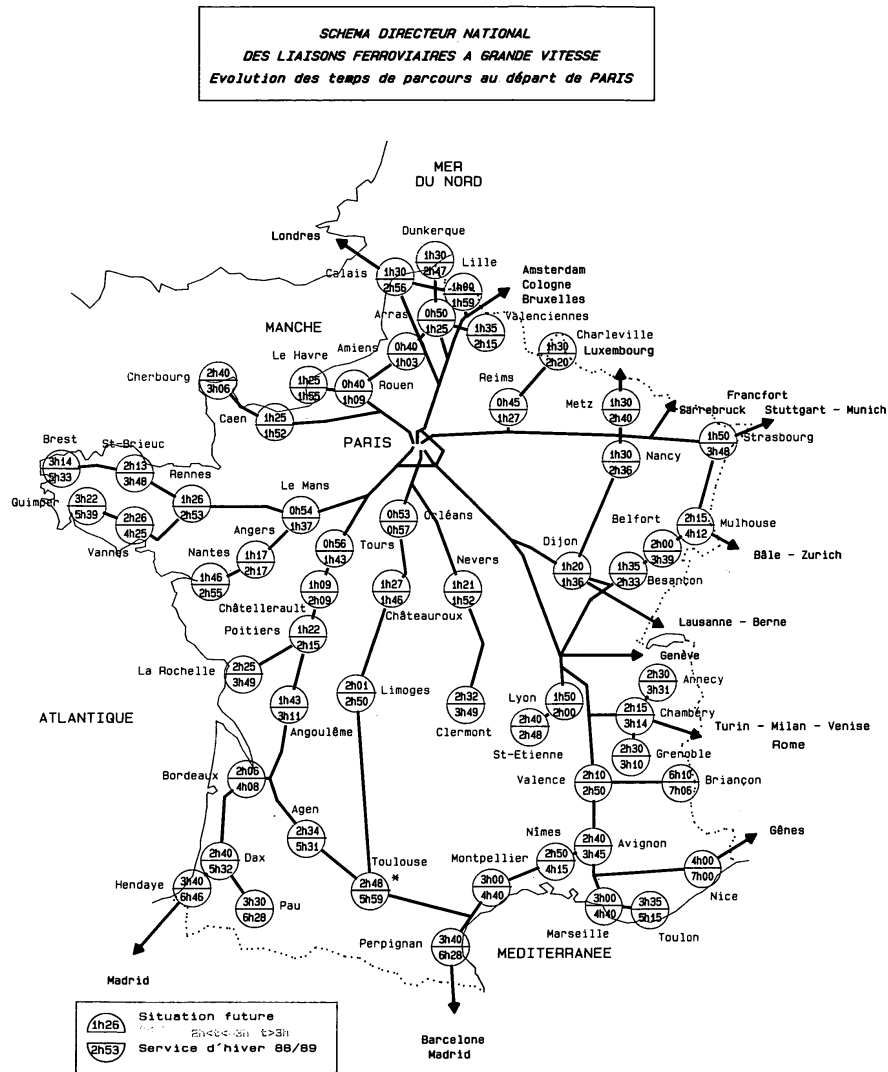 SCHEMA DIRECTEUR NATIONAL
DES LIAISONS FERROVIAIRES A GRANDE VITESSE
Evolution des temps de parcours au départ de PARIS
MER
DU NORD
Dunkerque
1h30
2h47
Londres
Calais
1h30
2h56
Lille
1h00
1h59
Amsterdam
Cologne
Bruxelles
Arras
0h50
1h25
Valenciennes
1h35
2h15
MANCHE
Amiens
0h40
1h03
Charleville
1h30
2h20
Luxembourg
Le Havre
1h25
1h55
Rouen
0h40
1h09
Cherbourg
2h40
3h06
Caen
1h25
1h52
Reims
0h45
1h27
Metz
1h30
2h40
Sarrebruck
Francfort
Stuttgart - Munich
Strasbourg
1h50
3h48
PARIS
Nancy
1h30
2h36
Brest
3h14
5h33
St-Brieuc
2h13
3h48
Rennes
1h26
2h53
Le Mans
0h54
1h37
Quimper
3h22
5h39
Vannes
2h26
4h25
Orléans
0h53
0h57
Mulhouse
2h15
4h12
Bâle - Zurich
Belfort
2h00
3h39
Angers
1h17
2h17
Nantes
1h46
2h55
Tours
0h56
1h43
Nevers
1h21
1h52
Dijon
1h20
1h36
Besançon
1h35
2h33
Châtellerault
1h09
2h09
Châteauroux
1h27
1h46
Lausanne - Berne
Poitiers
1h22
2h15
Genève
La Rochelle
2h25
3h49
Annecy
2h30
3h31
Limoges
2h01
2h50
Clermont
2h32
3h49
Lyon
1h50
2h00
Chambéry
2h15
3h14
ATLANTIQUE
Angoulême
1h43
3h11
St-Etienne
2h40
2h48
Turin - Milan - Venise
Rome
Grenoble
2h30
3h10
Bordeaux
2h06
4h08
Valence
2h10
2h50
Briançon
6h10
7h06
Agen
2h34
5h31
Nîmes
2h50
4h15
Avignon
2h40
3h45
Gênes
Dax
2h40
5h32
Toulouse
*
2h48
5h59
Montpellier
3h00
4h40
Nice
4h00
7h00
Hendaye
3h40
6h46
Pau
3h30
6h28
Marseille
3h00
4h40
Toulon
3h35
5h15
Perpignan
3h40
6h28
MEDITERRANEE
Madrid
Barcelone
Madrid
1h26
Situation future
2h<t<3h t>3h
2h53
Service d'hiver 88/89